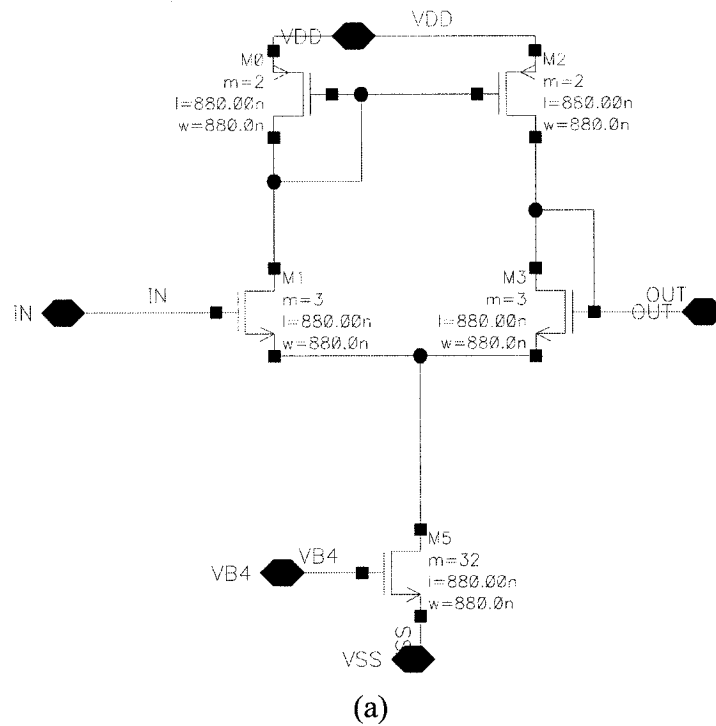 VDD
VDD
M0
m=2
l=880.00n
w=880.0n
M2
m=2
l=880.00n
w=880.0n
IN
IN
M1
m=3
l=880.00n
w=880.0n
M3
m=3
l=880.00n
w=880.0n
OUT
OUT
VB4
VB4
M5
m=32
l=880.00n
w=880.0n
VSS
(a)